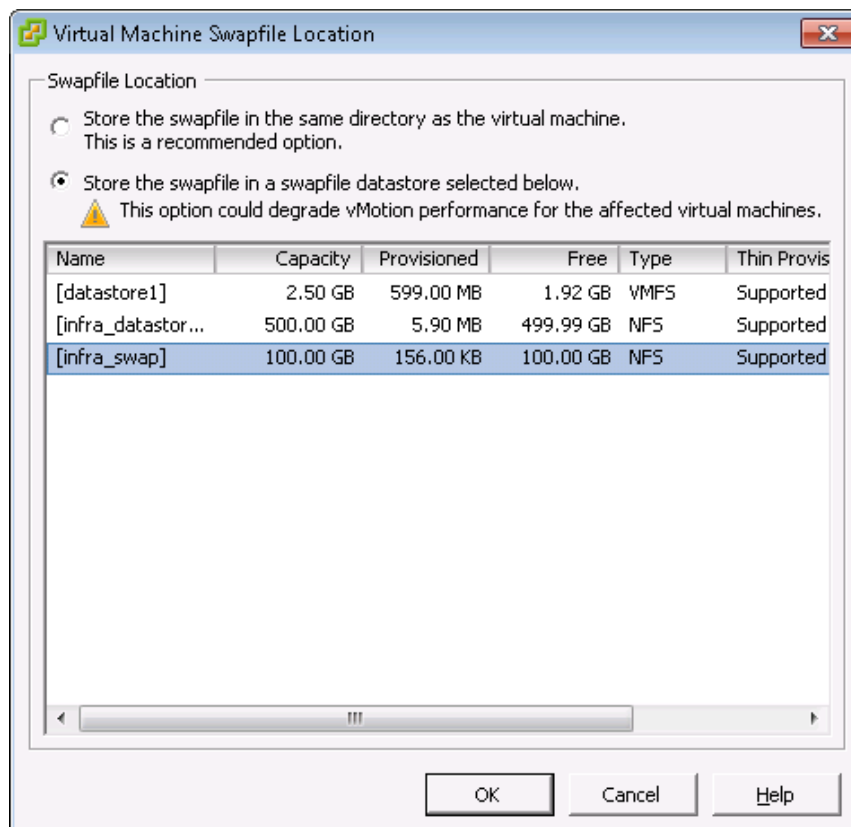 Virtual Machine Swapfile Location
Swapfile Location
Store the swapfile in the same directory as the virtual machine.
This is a recommended option.
Store the swapfile in a swapfile datastore selected below.
This option could degrade vMotion performance for the affected virtual machines.
Name Capacity Provisioned Free Type Thin Provis
[datastore1] 2.50 GB 599.00 MB 1.92 GB VMFS Supported
[infra_datastor... 500.00 GB 5.90 MB 499.99 GB NFS Supported
[infra_swap] 100.00 GB 156.00 KB 100.00 GB NFS Supported
OK Cancel Help